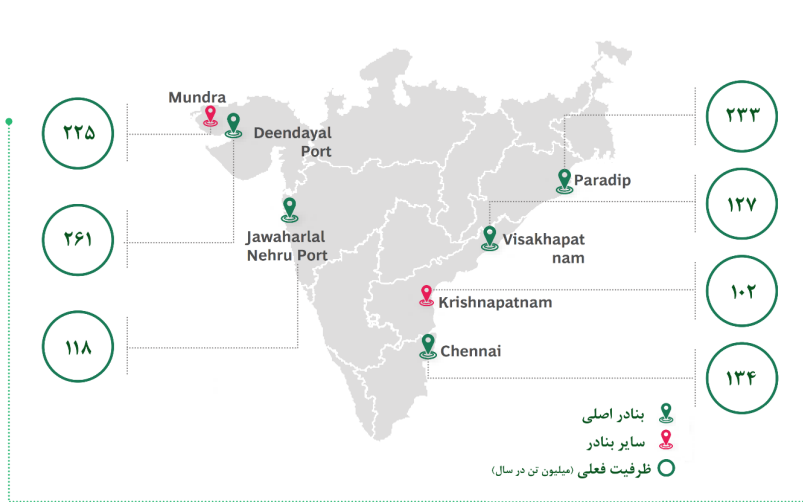 Mundra
۲۲۵
Deendayal
Port
۲۳۳
Paradip
۱۲۷
۲۶۱
Jawaharlal
Nehru Port
Visakhapat
nam
۱۰۲
Krishnapatnam
۱۱۸
Chennai
۱۳۴
بنادر اصلی
سایر بنادر
ظرفیت فعلی (میلیون تن در سال)